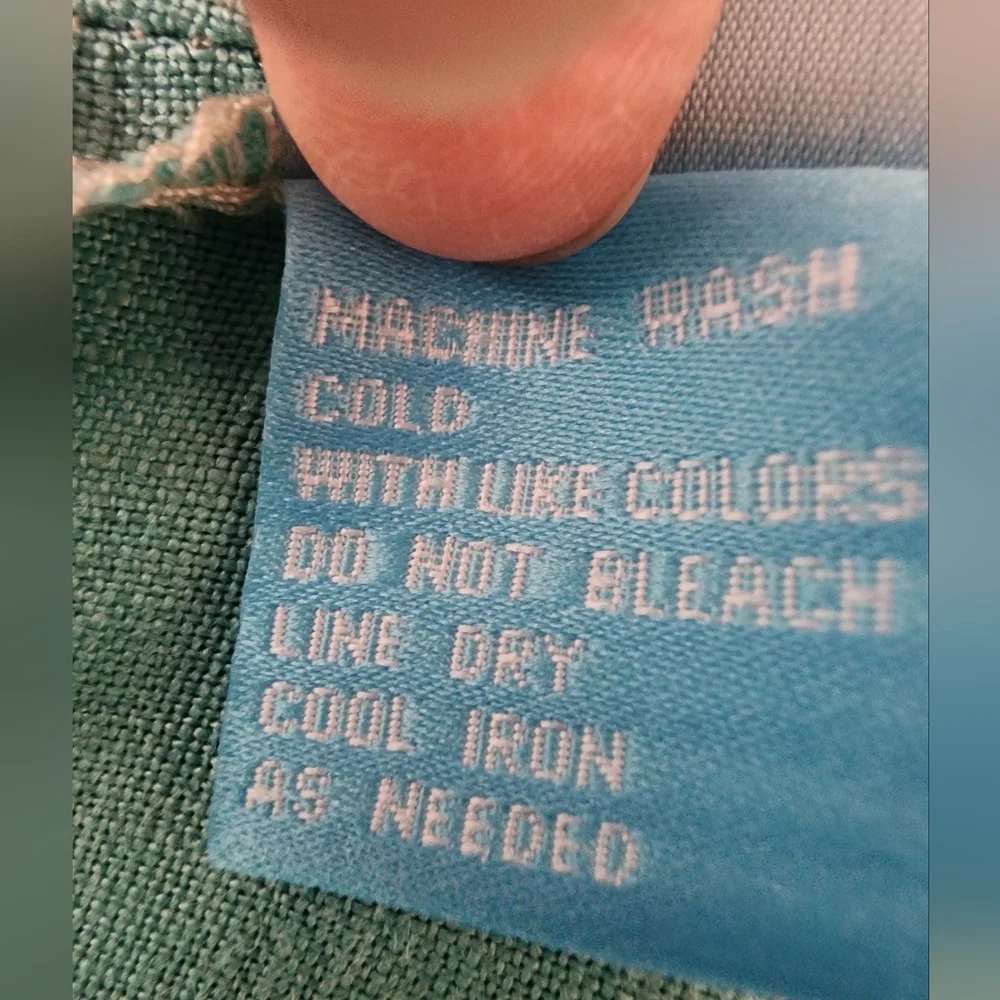 MACHINE WASH
COLD
WITH LIKE COLORS
DO NOT BLEACH
LINE DRY
COOL IRON
AS NEEDED